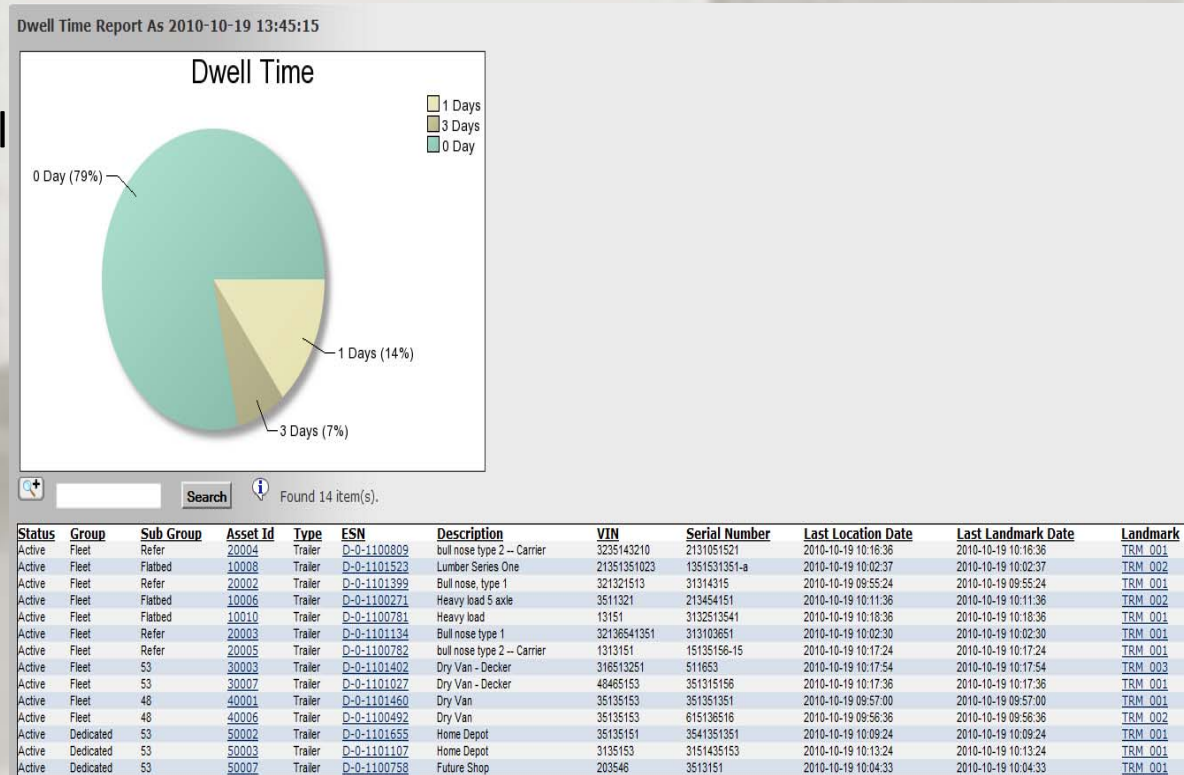 Dwell Time Report As 2010-10-19 13:45:15
Dwell Time
1 Days
3 Days
0 Day
0 Day (79%)
1 Days (14%)
3 Days (7%)
Search Found 14 item(s).
Status Group Sub Group Asset Id Type ESN Description VIN Serial Number Last Location Date Last Landmark Date Landmark
Active Fleet Refer 20004 Trailer D-0-1100809 bull nose type 2 -- Carrier 3235143210 2131051521 2010-10-19 10:16:36 2010-10-19 10:16:36 TRM 001
Active Fleet Flatbed 10008 Trailer D-0-1101523 Lumber Series One 21351351023 1351531351-a 2010-10-19 10:02:37 2010-10-19 10:02:37 TRM 002
Active Fleet Refer 20002 Trailer D-0-1101399 Bull nose, type 1 321321513 31314315 2010-10-19 09:55:24 2010-10-19 09:55:24 TRM 001
Active Fleet Flatbed 10006 Trailer D-0-1100271 Heavy load 5 axle 3511321 213454151 2010-10-19 10:11:36 2010-10-19 10:11:36 TRM 002
Active Fleet Flatbed 10010 Trailer D-0-1100781 Heavy load 13151 3132513541 2010-10-19 10:18:36 2010-10-19 10:18:36 TRM 001
Active Fleet Refer 20003 Trailer D-0-1101134 Bull nose type 1 32136541351 313103651 2010-10-19 10:02:30 2010-10-19 10:02:30 TRM 001
Active Fleet Refer 20005 Trailer D-0-1100782 bull nose type 2 -- Carrier 1313151 15135156-15 2010-10-19 10:17:24 2010-10-19 10:17:24 TRM 001
Active Fleet 53 30003 Trailer D-0-1101402 Dry Van - Decker 316513251 511653 2010-10-19 10:17:54 2010-10-19 10:17:54 TRM 003
Active Fleet 53 30007 Trailer D-0-1101027 Dry Van - Decker 48465153 351315156 2010-10-19 10:17:36 2010-10-19 10:17:36 TRM 001
Active Fleet 48 40001 Trailer D-0-1101460 Dry Van 35135153 351351351 2010-10-19 09:57:00 2010-10-19 09:57:00 TRM 001
Active Fleet 48 40006 Trailer D-0-1100492 Dry Van 35135153 615136516 2010-10-19 09:56:36 2010-10-19 09:56:36 TRM 002
Active Dedicated 53 50002 Trailer D-0-1101655 Home Depot 35135151 3541351351 2010-10-19 10:09:24 2010-10-19 10:09:24 TRM 001
Active Dedicated 53 50003 Trailer D-0-1101107 Home Depot 3135153 3151435153 2010-10-19 10:13:24 2010-10-19 10:13:24 TRM 001
Active Dedicated 53 50007 Trailer D-0-1100758 Future Shop 203546 3513151 2010-10-19 10:04:33 2010-10-19 10:04:33 TRM 001